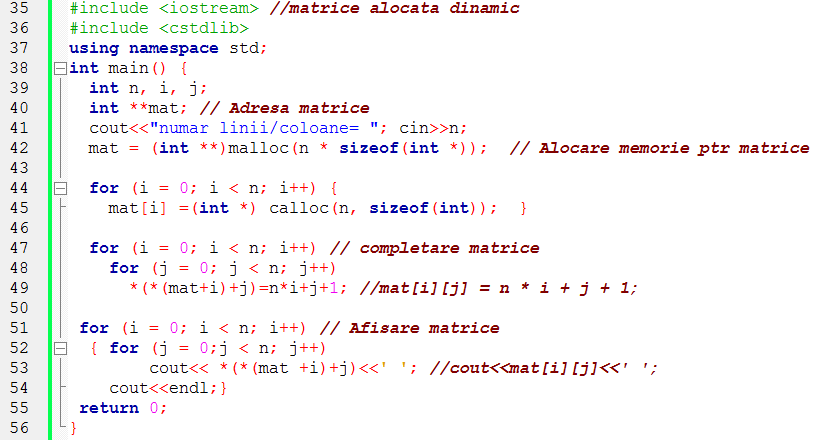 35 #include <iostream> //matrice alocata dinamic
36 #include <cstdlib>
37 using namespace std;
38 int main() {
39 int n, i, j;
40 int **mat; // Adresa matrice
41 cout<<"numar linii/coloane= "; cin>>n;
42 mat = (int **)malloc(n * sizeof(int *)); // Alocare memorie ptr matrice
43
44 for (i = 0; i < n; i++) {
45 mat[i] =(int *) calloc(n, sizeof(int)); }
46
47 for (i = 0; i < n; i++) // completare matrice
48 for (j = 0; j < n; j++)
49 *(*(mat+i)+j)=n*i+j+1; //mat[i][j] = n * i + j + 1;
50
51 for (i = 0; i < n; i++) // Afisare matrice
52 { for (j = 0;j < n; j++)
53 cout<< *(*(mat +i)+j)<<' '; //cout<<mat[i][j]<<' ';
54 cout<<endl;}
55 return 0;
56 }